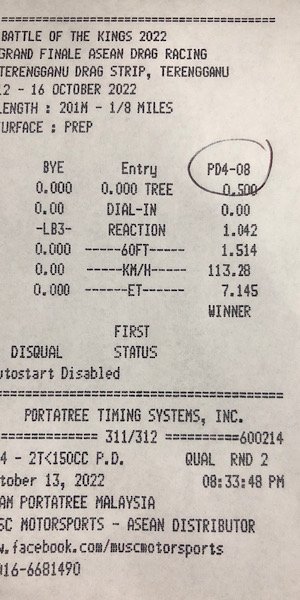 BATTLE OF THE KINGS 2022
GRAND FINALE ASEAN DRAG RACING
TERENGGANU DRAG STRIP, TERENGGANU
12 - 16 OCTOBER 2022
LENGTH : 201M - 1/8 MILES
URFACE : PREP
BYE Entry PD4-08
0.000 0.000 TREE 0.500
0.00 DIAL-IN 0.00
-LB3- REACTION 1.042
0.000 ------60FT----- 1.514
0.00 -----KM/H----- 113.28
0.000 ------ET----- 7.145
WINNER
FIRST
DISQUAL STATUS
utostart Disabled
PORTATREE TIMING SYSTEMS, INC.
============= 311/312 ==========600214
4 - 2T<150CC P.D. QUAL RND 2
tober 13, 2022 08:33:48 PM
AM PORTATREE MALAYSIA
SC MOTORSPORTS - ASEAN DISTRIBUTOR
w.facebook.com/muscmotorsports
016-6681490